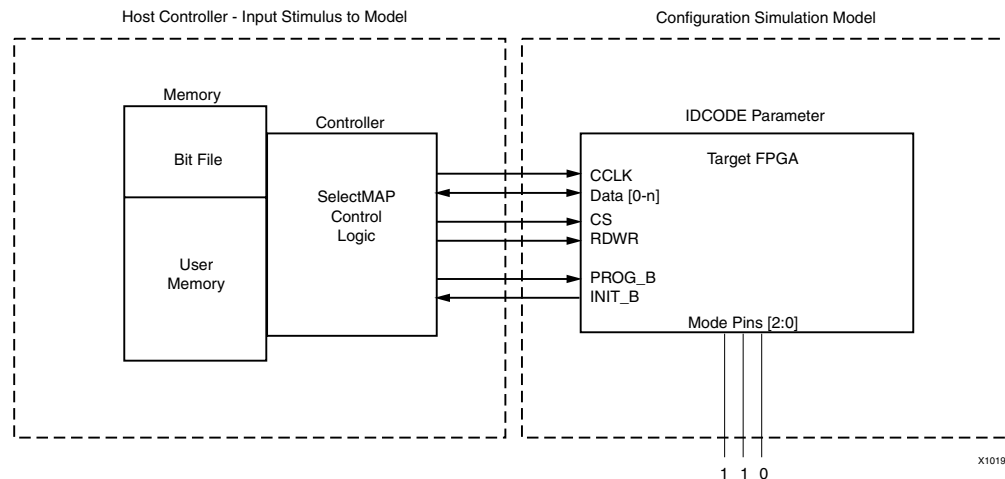 Host Controller - Input Stimulus to Model
Configuration Simulation Model
Memory
Bit File
User
Memory
Controller
SelectMAP
Control
Logic
IDCODE Parameter
Target FPGA
CCLK
Data [0-n]
CS
RDWR
PROG_B
INIT_B
Mode Pins [2:0]
1 1 0
X1019